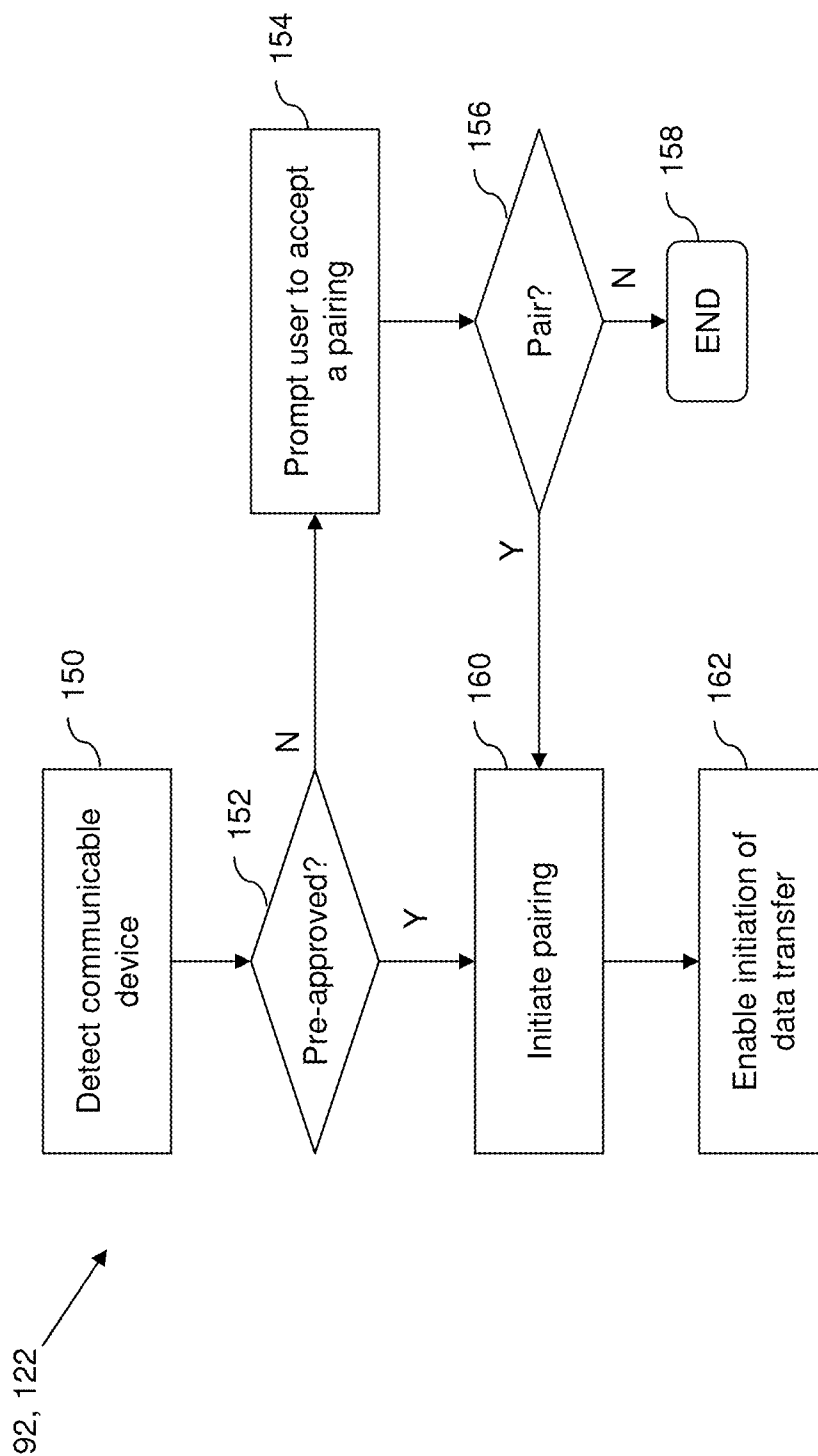 92, 122
150
Detect communicable
device
152
Pre-approved?
N
Y
154
Prompt user to accept
a pairing
156
Pair?
Y
N
158
END
160
Initiate pairing
162
Enable initiation of
data transfer